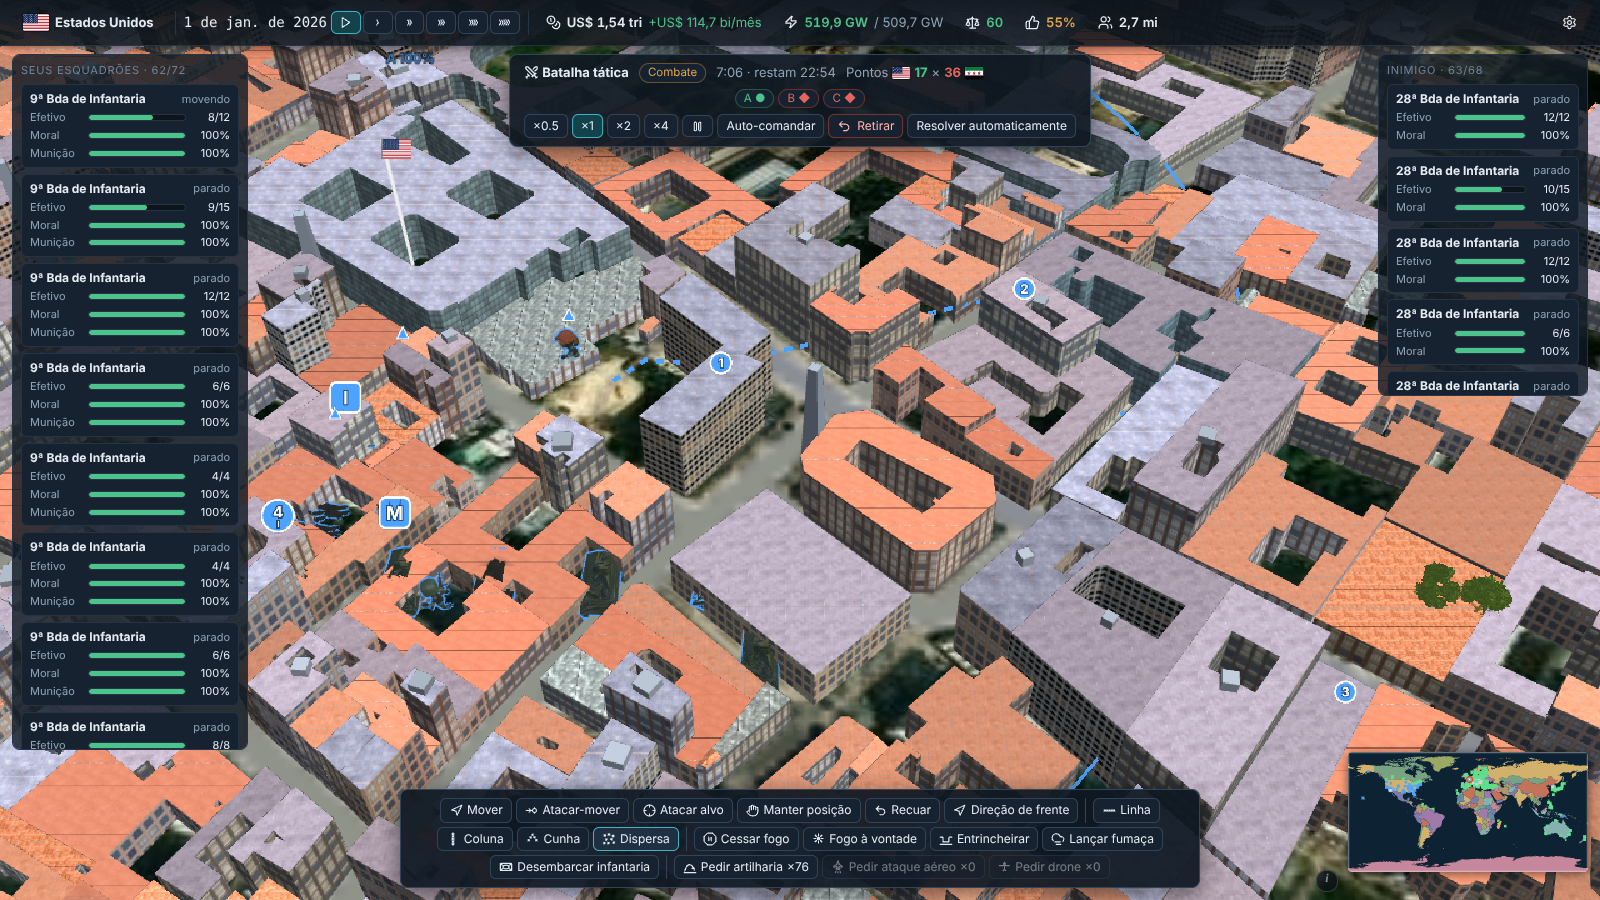 Estados Unidos
1 de jan. de 2026
US$ 1,54 tri +US$ 114,7 bi/mês
519,9 GW / 509,7 GW
60
55%
2,7 mi
SEUS ESQUADRÕES · 62/72
9ª Bda de Infantaria movendo
Efetivo 8/12
Moral 100%
Munição 100%
9ª Bda de Infantaria parado
Efetivo 9/15
Moral 100%
Munição 100%
9ª Bda de Infantaria parado
Efetivo 12/12
Moral 100%
Munição 100%
9ª Bda de Infantaria parado
Efetivo 6/6
Moral 100%
Munição 100%
9ª Bda de Infantaria parado
Efetivo 4/4
Moral 100%
Munição 100%
9ª Bda de Infantaria parado
Efetivo 4/4
Moral 100%
Munição 100%
9ª Bda de Infantaria parado
Efetivo 6/6
Moral 100%
Munição 100%
9ª Bda de Infantaria parado
Efetivo 8/8
A 100%
Batalha tática Combate 7:06 · restam 22:54 Pontos 17 × 36
A B C
×0.5 ×1 ×2 ×4 Auto-comandar Retirar Resolver automaticamente
INIMIGO · 63/68
28ª Bda de Infantaria parado
Efetivo 12/12
Moral 100%
28ª Bda de Infantaria parado
Efetivo 10/15
Moral 100%
28ª Bda de Infantaria parado
Efetivo 12/12
Moral 100%
28ª Bda de Infantaria parado
Efetivo 6/6
Moral 100%
28ª Bda de Infantaria parado
2
1
I
4
M
3
Mover Atacar-mover Atacar alvo Manter posição Recuar Direção de frente Linha
Coluna Cunha Dispersa Cessar fogo Fogo à vontade Entrincheirar Lançar fumaça
Desembarcar infantaria Pedir artilharia ×76 Pedir ataque aéreo ×0 Pedir drone ×0
i